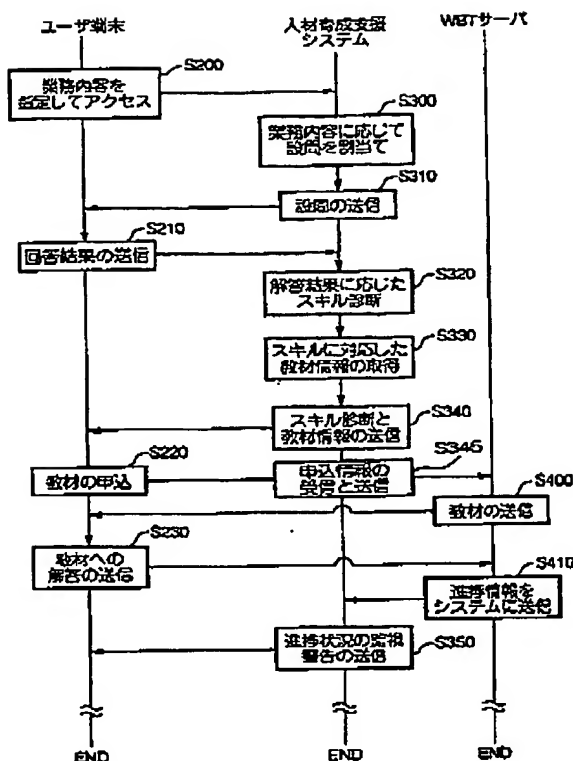 ユーザ端末
人材育成支援
システム
WBTサーバ
S200
業務内容を
指定してアクセス
S300
業務内容に応じて
設問を割当て
S310
設問の送信
S210
回答結果の送信
S320
解答結果に応じた
スキル診断
S330
スキルに対応した
教材情報の取得
S340
スキル診断と
教材情報の送信
S220
教材の申込
S345
申込情報の
受信と送信
S400
教材の送信
S230
教材への
解答の送信
S410
進捗情報を
システムに送信
S350
進捗状況の監視
警告の送信
END
END
END